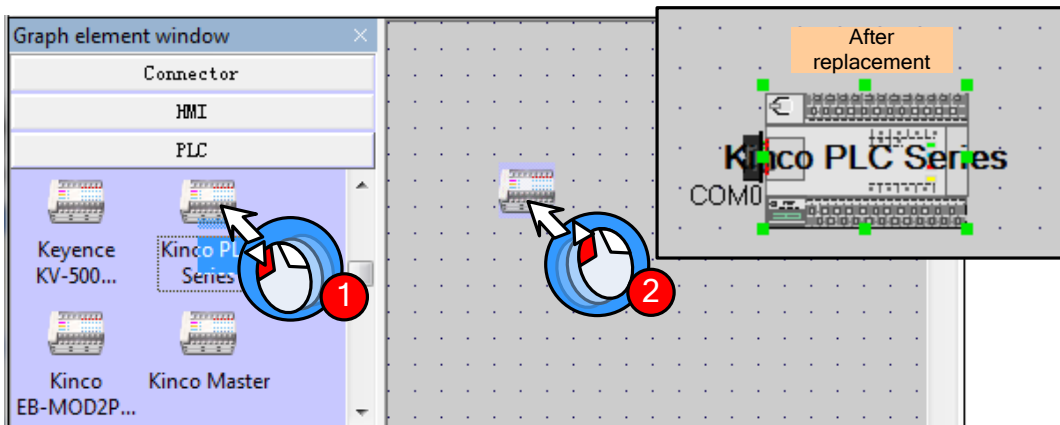 Graph element window
Connector
HMI
PLC
Keyence
KV-500...
Kinco PL
Series
Kinco
EB-MOD2P...
Kinco Master
1
2
After
replacement
Kinco PLC Series
COM0